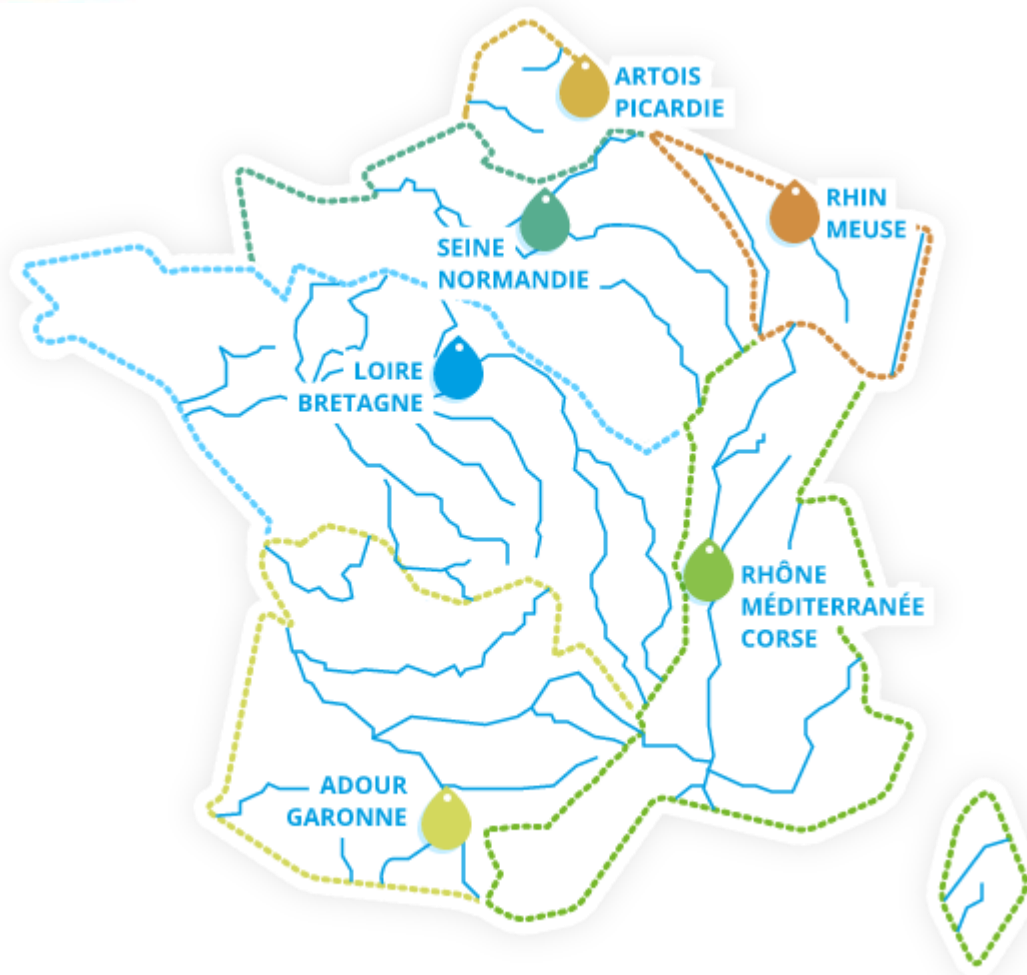 ARTOIS
PICARDIE
RHIN
MEUSE
SEINE
NORMANDIE
LOIRE
BRETAGNE
RHÔNE
MÉDITERRANÉE
CORSE
ADOUR
GARONNE